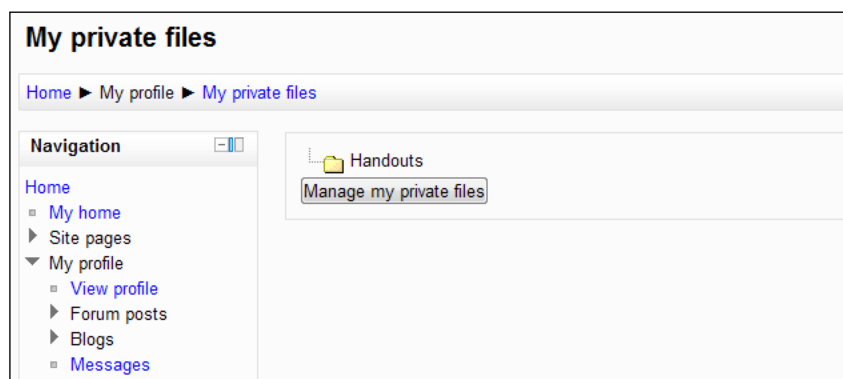 My private files
Home ► My profile ► My private files
Navigation
Home
My home
Site pages
My profile
View profile
Forum posts
Blogs
Messages
Handouts
Manage my private files